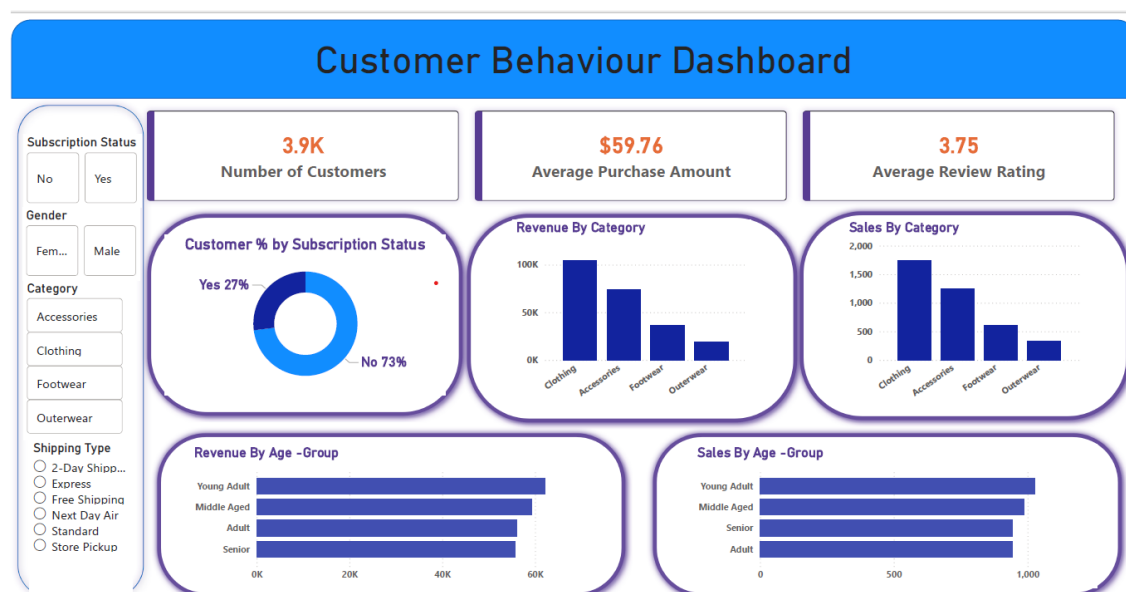 Customer Behaviour Dashboard
Subscription Status
No
Yes
Gender
Fem...
Male
Category
Accessories
Clothing
Footwear
Outerwear
Shipping Type
2-Day Shipp...
Express
Free Shipping
Next Day Air
Standard
Store Pickup
3.9K
Number of Customers
$59.76
Average Purchase Amount
3.75
Average Review Rating
Customer % by Subscription Status
Yes 27%
No 73%
Revenue By Category
100K
50K
0K
Clothing
Accessories
Footwear
Outerwear
Sales By Category
2,000
1,500
1,000
500
0
Clothing
Accessories
Footwear
Outerwear
Revenue By Age -Group
Young Adult
Middle Aged
Adult
Senior
0K
20K
40K
60K
Sales By Age -Group
Young Adult
Middle Aged
Senior
Adult
0
500
1,000